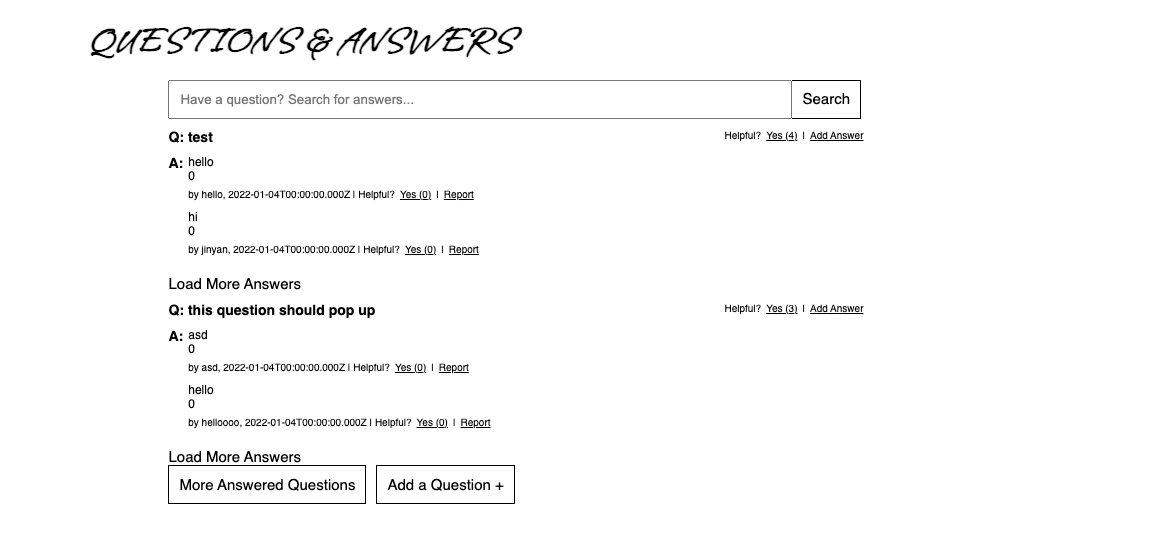 QUESTIONS & ANSWERS
Have a question? Search for answers...
Search
Q: test
Helpful? Yes (4) | Add Answer
A: hello
0
by hello, 2022-01-04T00:00:00.000Z | Helpful? Yes (0) | Report
hi
0
by jinyan, 2022-01-04T00:00:00.000Z | Helpful? Yes (0) | Report
Load More Answers
Q: this question should pop up
Helpful? Yes (3) | Add Answer
A: asd
0
by asd, 2022-01-04T00:00:00.000Z | Helpful? Yes (0) | Report
hello
0
by helloooo, 2022-01-04T00:00:00.000Z | Helpful? Yes (0) | Report
Load More Answers
More Answered Questions
Add a Question +